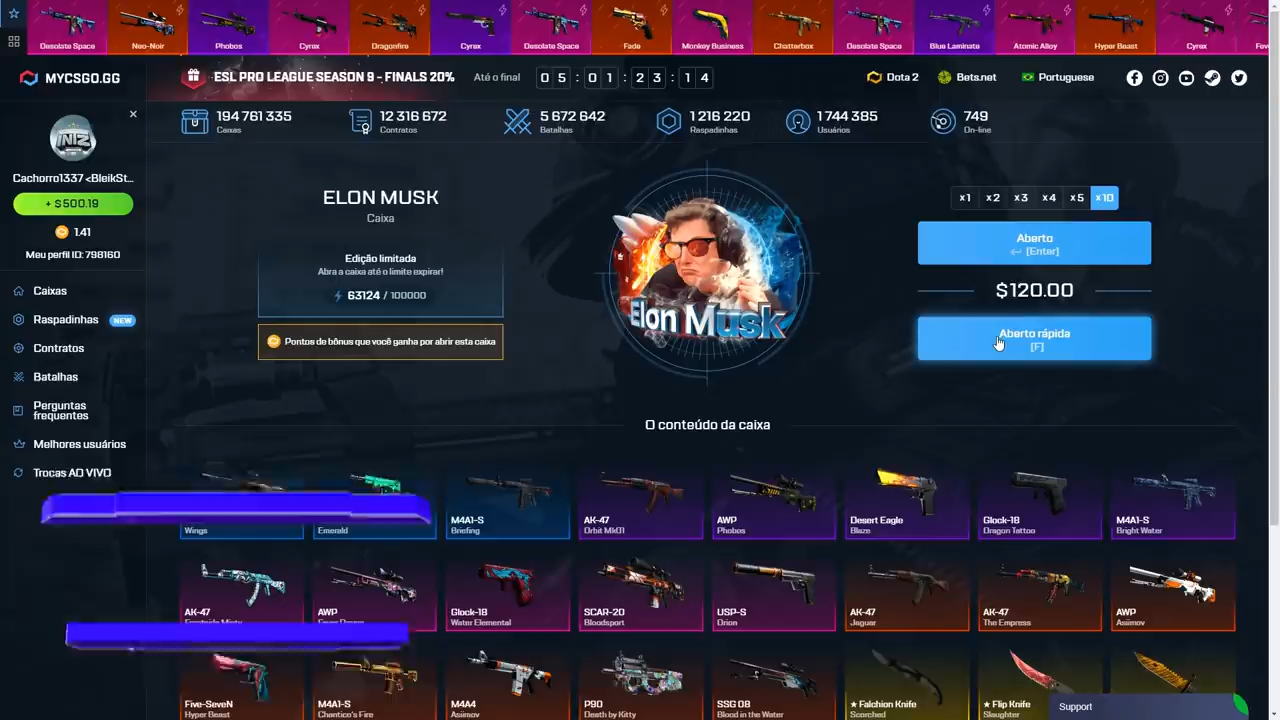 Desolate Space
Neo-Noir
Phobos
Cyrex
Dragonfire
Cyrex
Desolate Space
Fade
Monkey Business
Chatterbox
Desolate Space
Blue Laminate
Atomic Alloy
Hyper Beast
Cyrex
MYCSGO.GG
ESL PRO LEAGUE SEASON 9 - FINALS 20%
Até o final
05:01:23:14
Dota 2
Bets.net
Portuguese
194 761 335
Caixas
12 316 672
Contratos
5 672 642
Batalhas
1 216 220
Raspadinhas
1 744 385
Usuários
749
On-line
Cachorro1337 <BleikSt...
+ $500.19
1.41
Meu perfil ID: 798160
Caixas
Raspadinhas NEW
Contratos
Batalhas
Perguntas
frequentes
Melhores usuários
Trocas AO VIVO
ELON MUSK
Caixa
Edição limitada
Abra a caixa até o limite expirar!
63124 / 100000
Pontos de bônus que você ganha por abrir esta caixa
Elon Musk
x1 x2 x3 x4 x5 x10
Aberto
[Enter]
$120.00
Aberto rápida
[F]
O conteúdo da caixa
Wings
Emerald
M4A1-S
Briefing
AK-47
Orbit Mk01
AWP
Phobos
Desert Eagle
Blaze
Glock-18
Dragon Tattoo
M4A1-S
Bright Water
AK-47
AWP
Glock-18
Water Elemental
SCAR-20
Bloodsport
USP-S
Orion
AK-47
Jaguar
AK-47
The Empress
AWP
Asiimov
Five-SeveN
Hyper Beast
M4A1-S
Chantico's Fire
M4A4
Asiimov
P90
Death by Kitty
SSG 08
Blood in the Water
★ Falchion Knife
Scorched
★ Flip Knife
Slaughter
Support